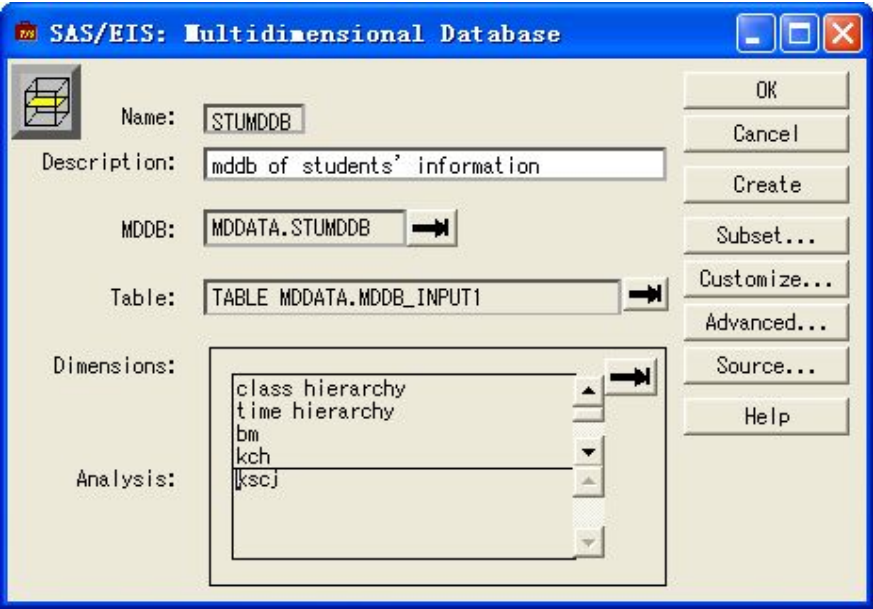 SAS/EIS: Multidimensional Database
Name: STUMDDB
Description: mddb of students' information
MDDB: MDDATA.STUMDDB
Table: TABLE MDDATA.MDDB_INPUT1
Dimensions:
class hierarchy
time hierarchy
bm
kch
Analysis: kscj
OK
Cancel
Create
Subset...
Customize...
Advanced...
Source...
Help